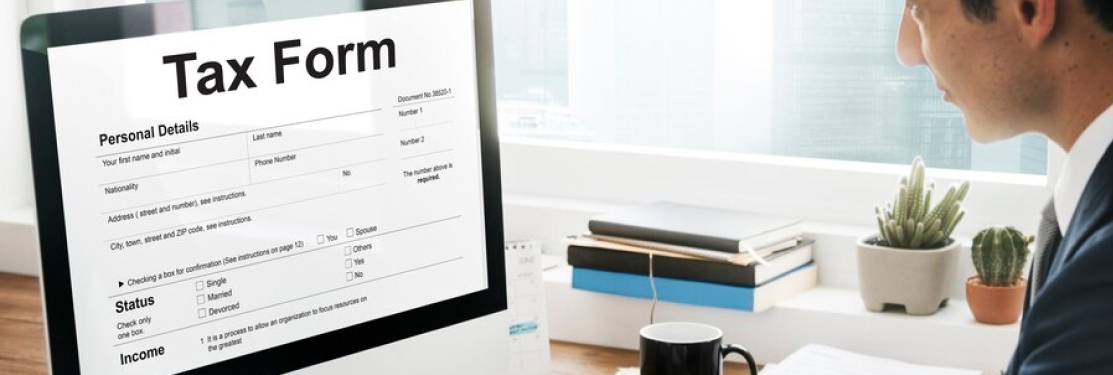 Tax Form
Document No.38520-1
Personal Details
Number 1
Your first name and initial
Last name
Number 2
Nationality
Phone Number
No.
The number above is
required.
Address ( street and number), see instructions.
City, town, street and ZIP code, see instructions.
► Checking a box for confirmation (See instructions on page 12)
You
Spouse
Status
Check only
one box.
Single
Married
Devorced
Others
Yes
No
Income
1 It is a process to allow an organization to focus resources on
the greatest
JUNE